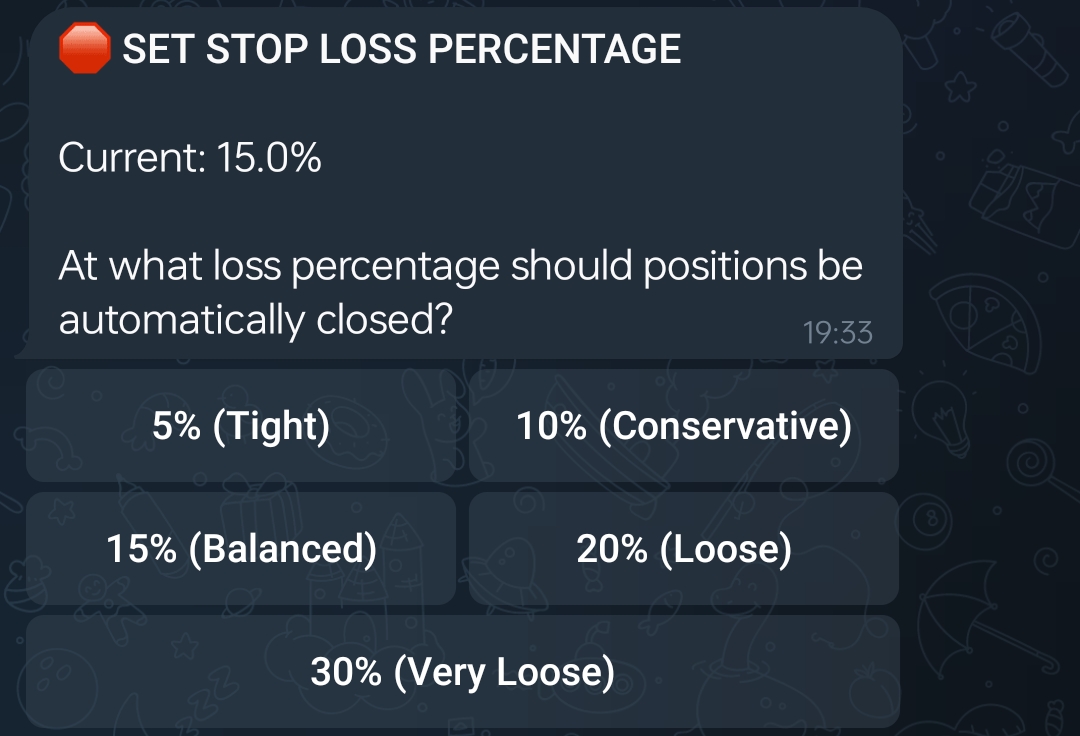 🛑 SET STOP LOSS PERCENTAGE
Current: 15.0%
At what loss percentage should positions be
automatically closed?
19:33
5% (Tight)
10% (Conservative)
15% (Balanced)
20% (Loose)
30% (Very Loose)